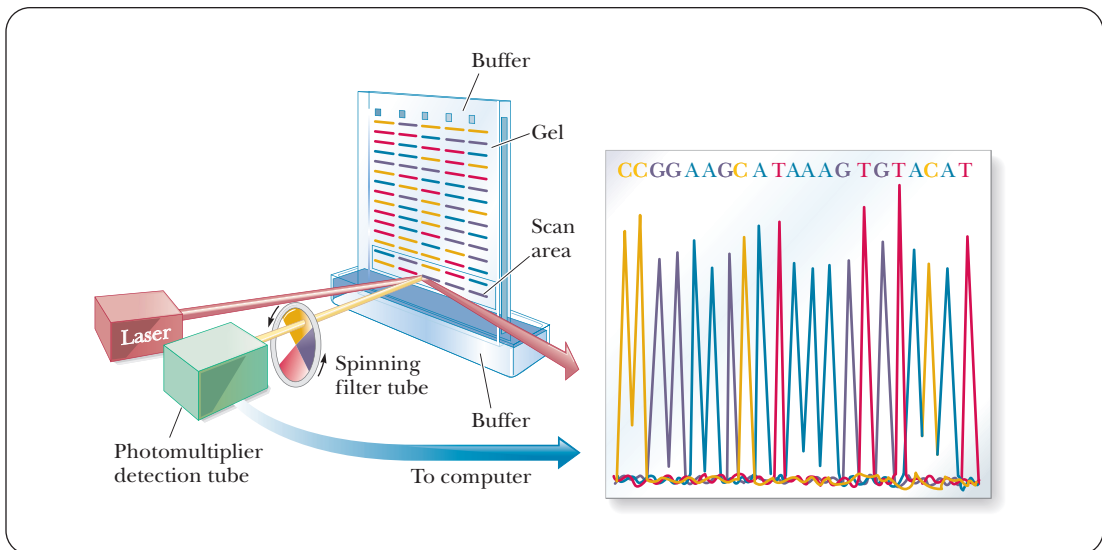 Buffer
Gel
Scan
area
Laser
Spinning
filter tube
Buffer
Photomultiplier
detection tube
To computer
CCGGAAGCATAAAGTGTACAT